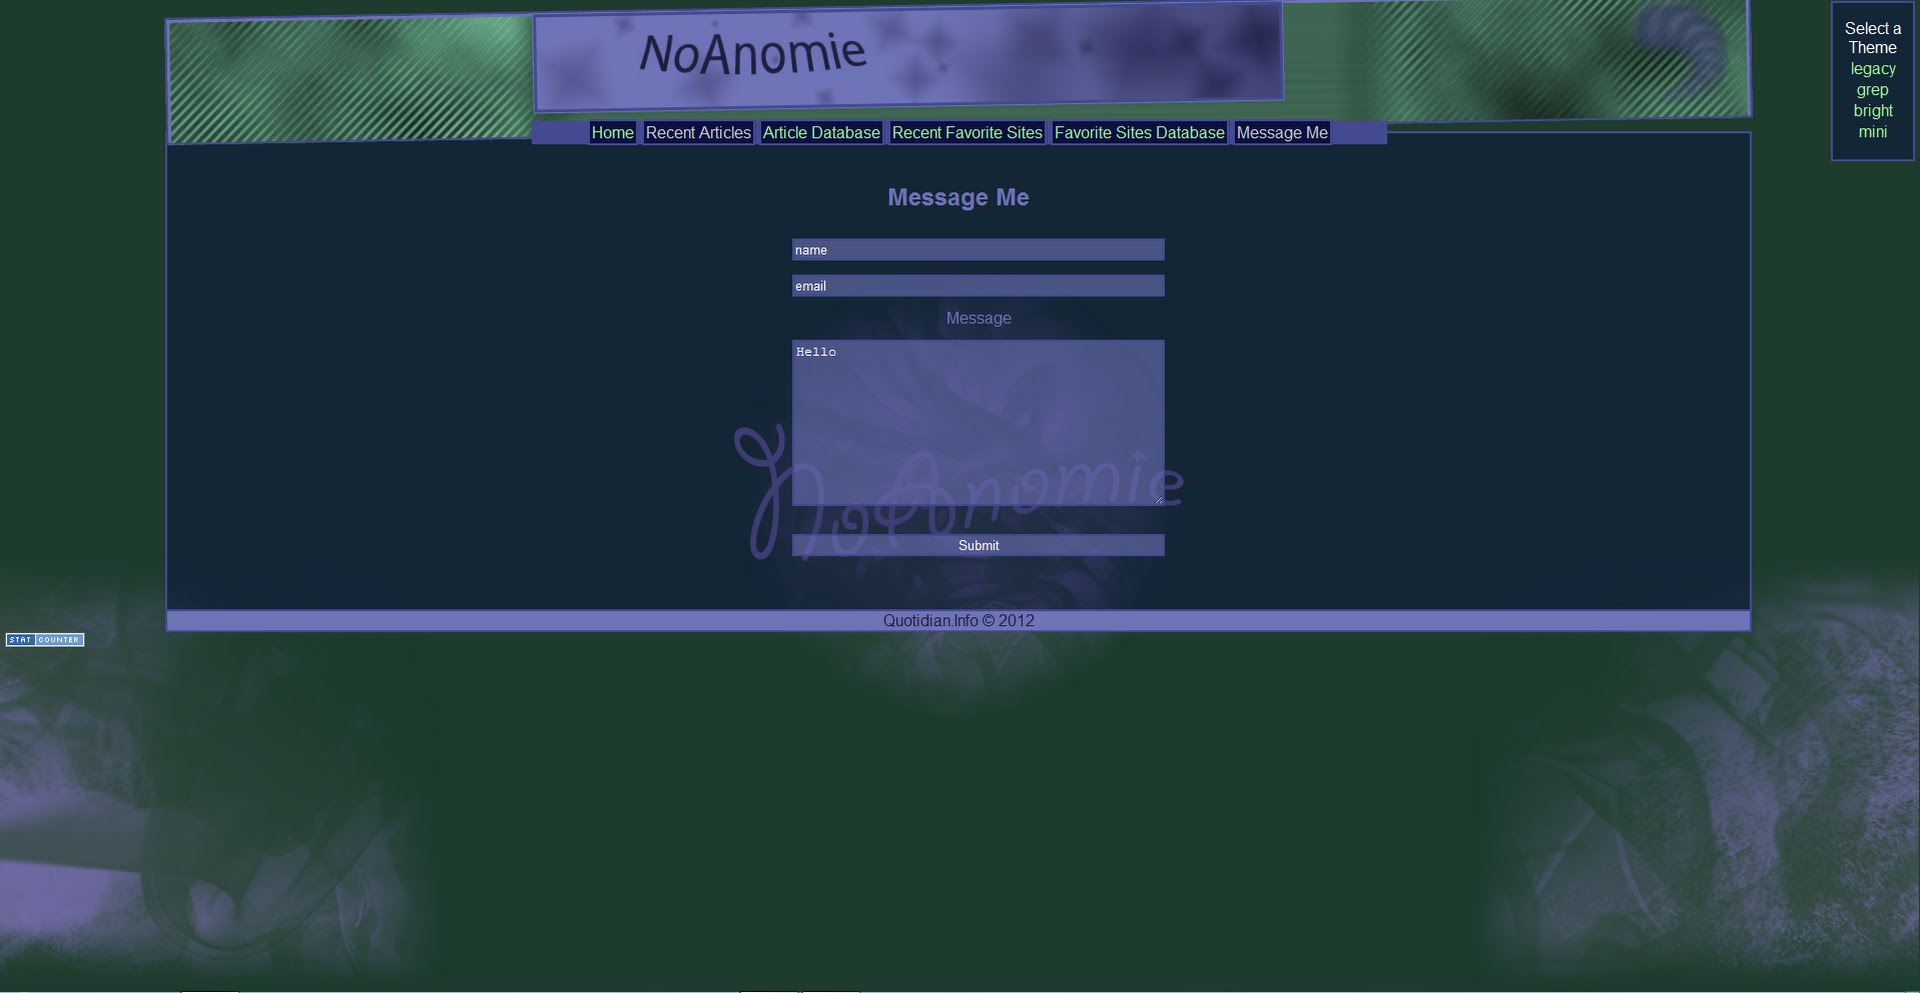 NoAnomie
Select a
Theme
legacy
grep
bright
mini
Home Recent Articles Article Database Recent Favorite Sites Favorite Sites Database Message Me
Message Me
name
email
Message
Hello
NoAnomie
Submit
Quotidian.Info © 2012
STAT COUNTER